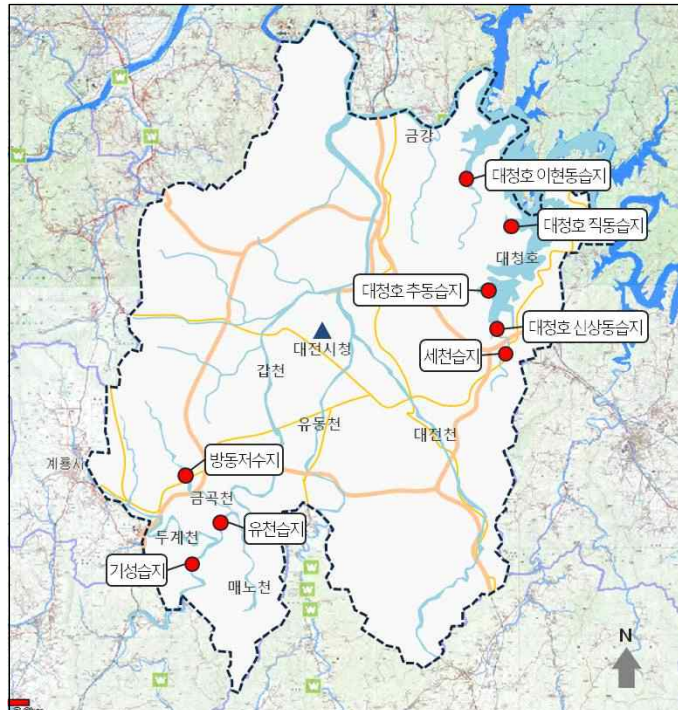 금강
대청호 이현동습지
대청호 직동습지
대청호
대청호 추동습지
대청호 신상동습지
대전시청
세천습지
갑천
유동천
대전천
계룡시
방동저수지
금곡천
유천습지
두계천
기성습지
매노천
N